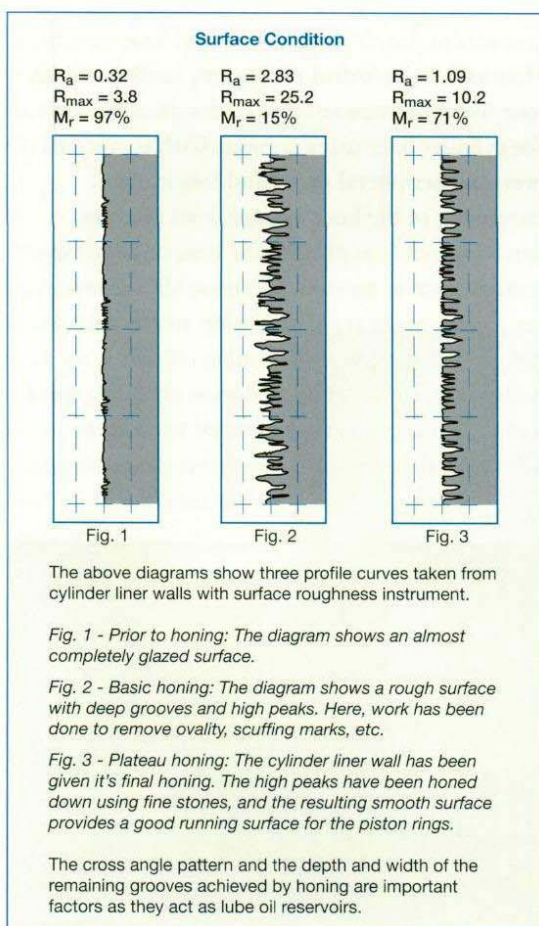 Surface Condition
Rₐ = 0.32
Rₘₐₓ = 3.8
Mᵣ = 97%
Rₐ = 2.83
Rₘₐₓ = 25.2
Mᵣ = 15%
Rₐ = 1.09
Rₘₐₓ = 10.2
Mᵣ = 71%
Fig. 1
Fig. 2
Fig. 3
The above diagrams show three profile curves taken from
cylinder liner walls with surface roughness instrument.
Fig. 1 - Prior to honing: The diagram shows an almost
completely glazed surface.
Fig. 2 - Basic honing: The diagram shows a rough surface
with deep grooves and high peaks. Here, work has been
done to remove ovality, scuffing marks, etc.
Fig. 3 - Plateau honing: The cylinder liner wall has been
given it's final honing. The high peaks have been honed
down using fine stones, and the resulting smooth surface
provides a good running surface for the piston rings.
The cross angle pattern and the depth and width of the
remaining grooves achieved by honing are important
factors as they act as lube oil reservoirs.